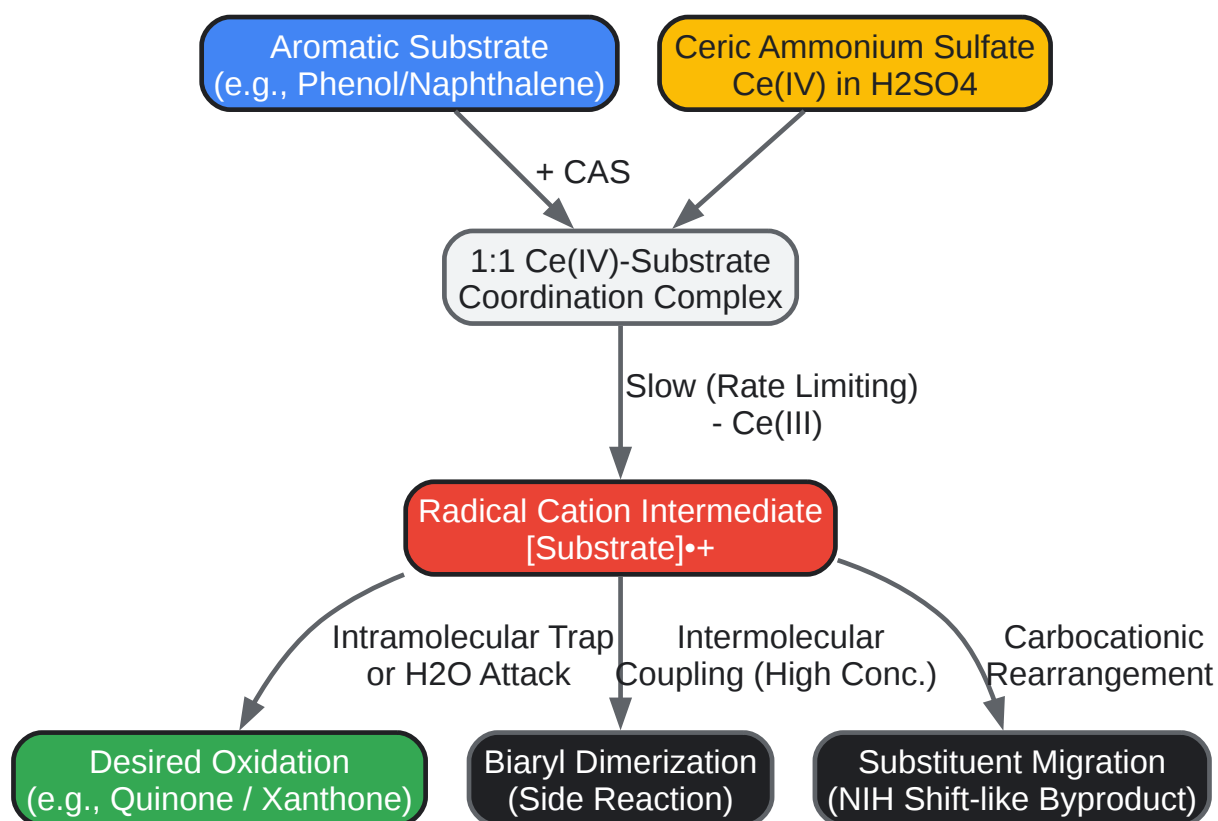 Aromatic Substrate
(e.g., Phenol/Naphthalene)
Ceric Ammonium Sulfate
Ce(IV) in H2SO4
+ CAS
1:1 Ce(IV)-Substrate
Coordination Complex
Slow (Rate Limiting)
- Ce(III)
Radical Cation Intermediate
[Substrate]•+
Intramolecular Trap
or H2O Attack
Intermolecular
Coupling (High Conc.)
Carbocationic
Rearrangement
Desired Oxidation
(e.g., Quinone / Xanthone)
Biaryl Dimerization
(Side Reaction)
Substituent Migration
(NIH Shift-like Byproduct)